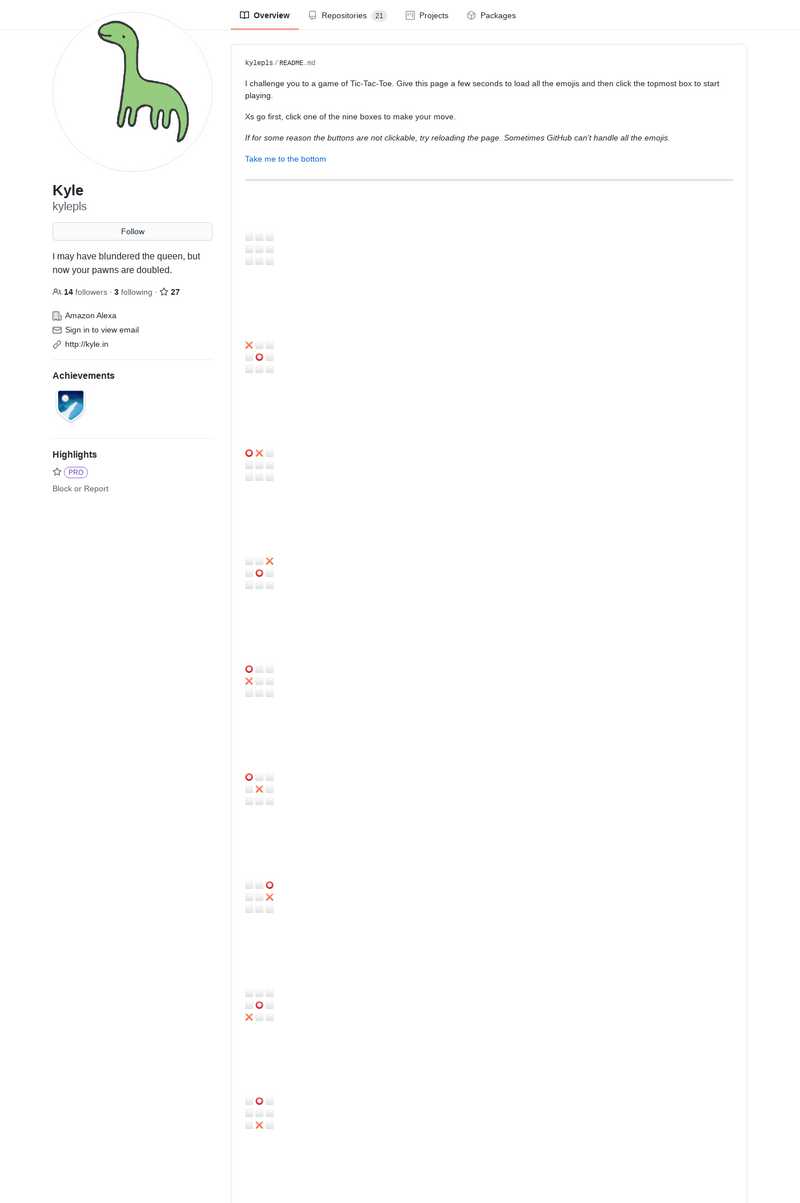 Overview
Repositories 21
Projects
Packages
Kyle
kylepls
Follow
I may have blundered the queen, but
now your pawns are doubled.
14 followers · 3 following · 27
Amazon Alexa
Sign in to view email
http://kyle.in
Achievements
Highlights
PRO
Block or Report
kylepls/README.md
I challenge you to a game of Tic-Tac-Toe. Give this page a few seconds to load all the emojis and then click the topmost box to start
playing.
Xs go first, click one of the nine boxes to make your move.
If for some reason the buttons are not clickable, try reloading the page. Sometimes GitHub can't handle all the emojis.
Take me to the bottom